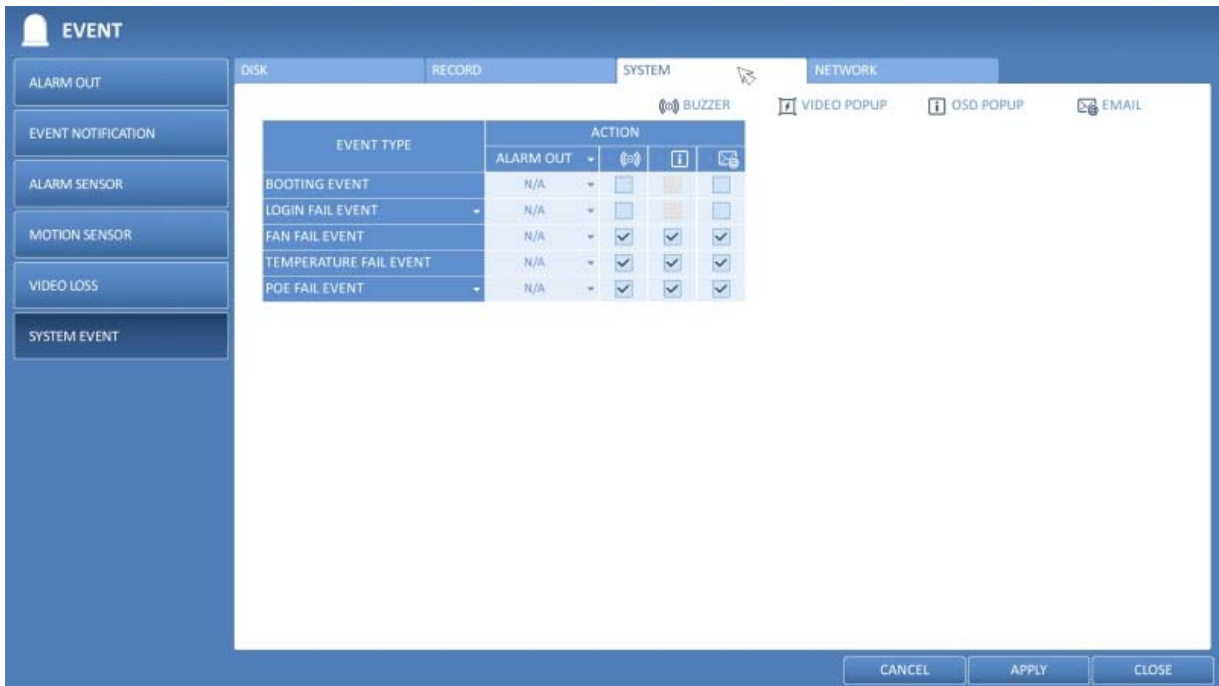 EVENT
ALARM OUT
EVENT NOTIFICATION
ALARM SENSOR
MOTION SENSOR
VIDEO LOSS
SYSTEM EVENT
DISK RECORD SYSTEM NETWORK
BUZZER VIDEO POPUP OSD POPUP EMAIL
EVENT TYPE ACTION
ALARM OUT
BOOTING EVENT N/A
LOGIN FAIL EVENT N/A
FAN FAIL EVENT N/A
TEMPERATURE FAIL EVENT N/A
POE FAIL EVENT N/A
CANCEL APPLY CLOSE